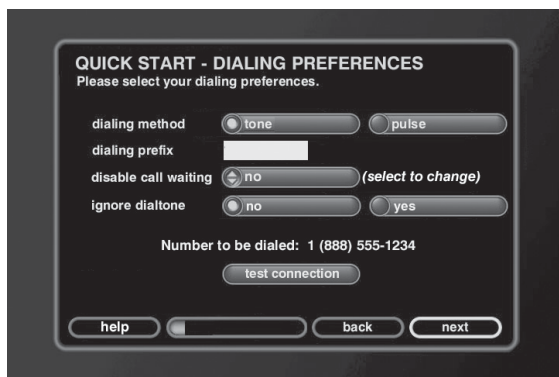 QUICK START - DIALING PREFERENCES
Please select your dialing preferences.
dialing method tone pulse
dialing prefix
disable call waiting no (select to change)
ignore dialtone no yes
Number to be dialed: 1 (888) 555-1234
test connection
help back next